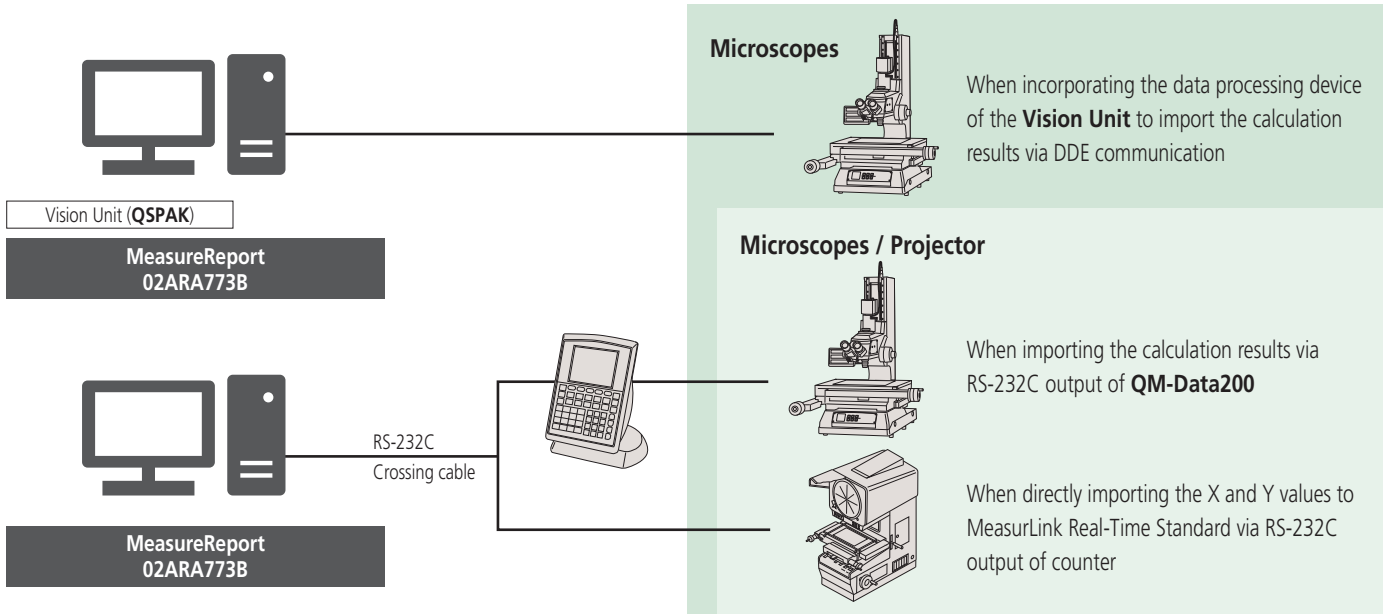 Microscopes
When incorporating the data processing device
of the Vision Unit to import the calculation
results via DDE communication
Vision Unit (QSPAK)
MeasureReport
02ARA773B
Microscopes / Projector
When importing the calculation results via
RS-232C output of QM-Data200
RS-232C
Crossing cable
When directly importing the X and Y values to
MeasurLink Real-Time Standard via RS-232C
output of counter
MeasureReport
02ARA773B